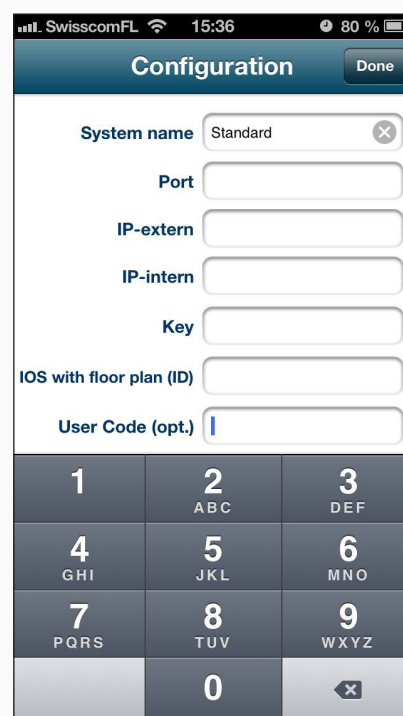 SwisscomFL 15:36 80 %
Configuration Done
System name Standard
Port
IP-extern
IP-intern
Key
IOS with floor plan (ID)
User Code (opt.)
1 2 3
ABC DEF
4 5 6
GHI JKL MNO
7 8 9
PQRS TUV WXYZ
0